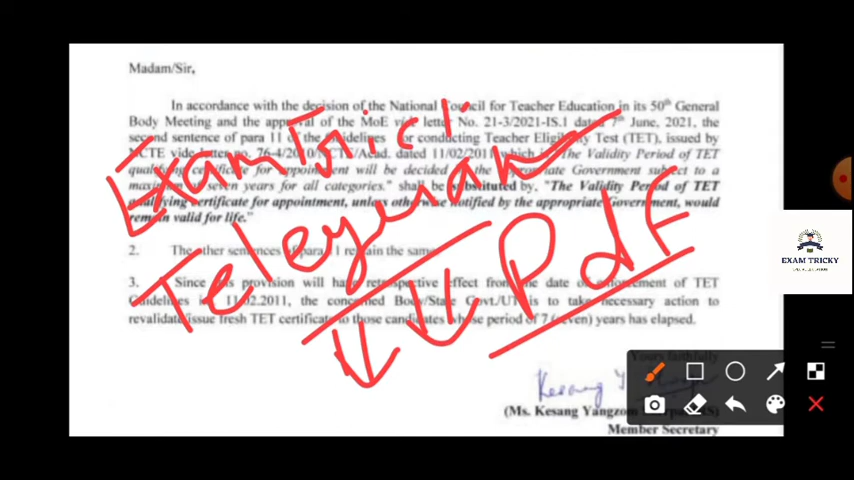 Madam/Sir,
In accordance with the decision of the National Council for Teacher Education in its 50th General
Body Meeting and the approval of the MoE vide letter No. 21-3/2021-IS.1 dated 7th June, 2021, the
second sentence of para 11 of the Guidelines for conducting Teacher Eligibility Test (TET), issued by
NCTE vide letter no. 76-4/2010/NCTE/Acad. dated 11/02/2011 which is "The Validity Period of TET
qualifying certificate for appointment will be decided by the appropriate Government subject to a
maximum of seven years for all categories." shall be substituted by, "The Validity Period of TET
qualifying certificate for appointment, unless otherwise notified by the appropriate Government, would
remain valid for life."
2. The other sentences of para 11 remain the same.
3. Since this provision will have retrospective effect from the date of of TET
Guidelines i.e. 11.02.2011, the concerned Body/State Govt./UT is to take necessary action to
revalidate/issue fresh TET certificate to those candidates whose period of 7 (seven) years has elapsed.
Yours faithfully
Kesang Y
(Ms. Kesang Yangzom
Member Secretary
Exam Trick
Telegram
Pdf
EXAM TRICKY